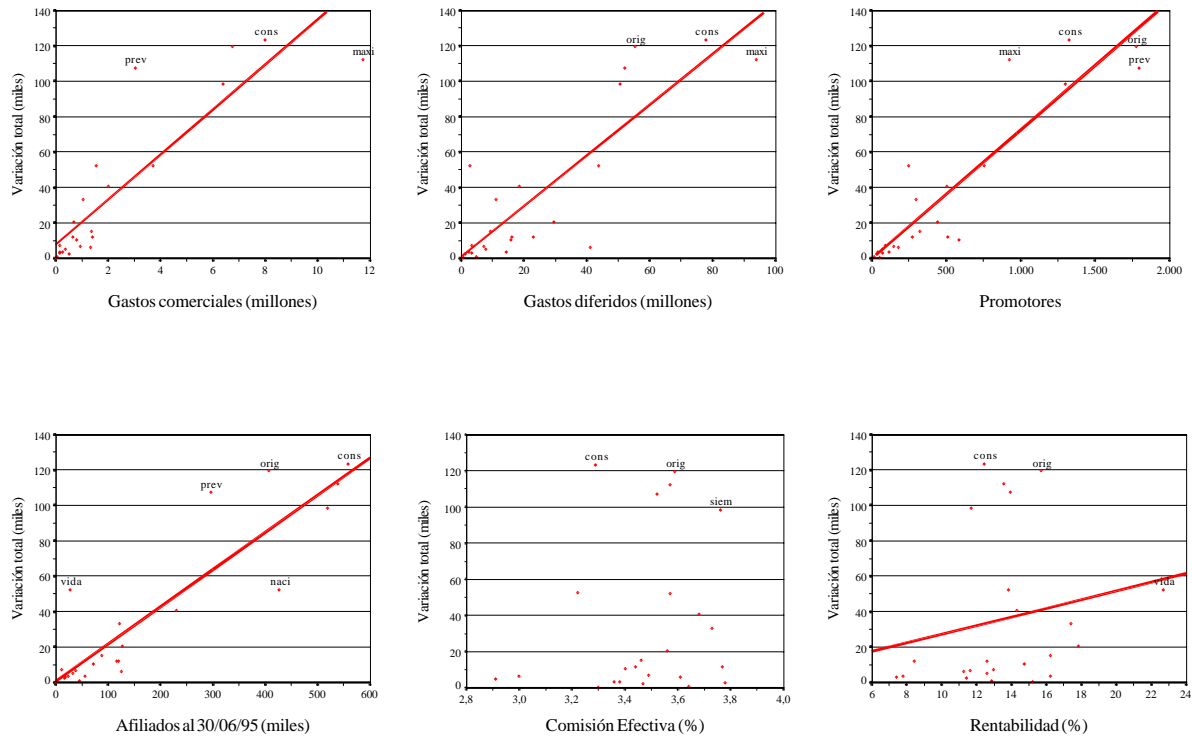 140
120
100
80
60
40
20
0
Variación total (miles)
cons
prev
maxi
0 2 4 6 8 10 12
Gastos comerciales (millones)
140
120
100
80
60
40
20
0
Variación total (miles)
orig
cons
maxi
0 20 40 60 80 100
Gastos diferidos (millones)
140
120
100
80
60
40
20
0
Variación total (miles)
cons
orig
maxi
prev
0 500 1.000 1.500 2.000
Promotores
140
120
100
80
60
40
20
0
Variación total (miles)
cons
orig
prev
vida
naci
0 100 200 300 400 500 600
Afiliados al 30/06/95 (miles)
140
120
100
80
60
40
20
0
Variación total (miles)
cons
orig
siem
2,8 3,0 3,2 3,4 3,6 3,8 4,0
Comisión Efectiva (%)
140
120
100
80
60
40
20
0
Variación total (miles)
cons
orig
vida
6 8 10 12 14 16 18 20 22 24
Rentabilidad (%)